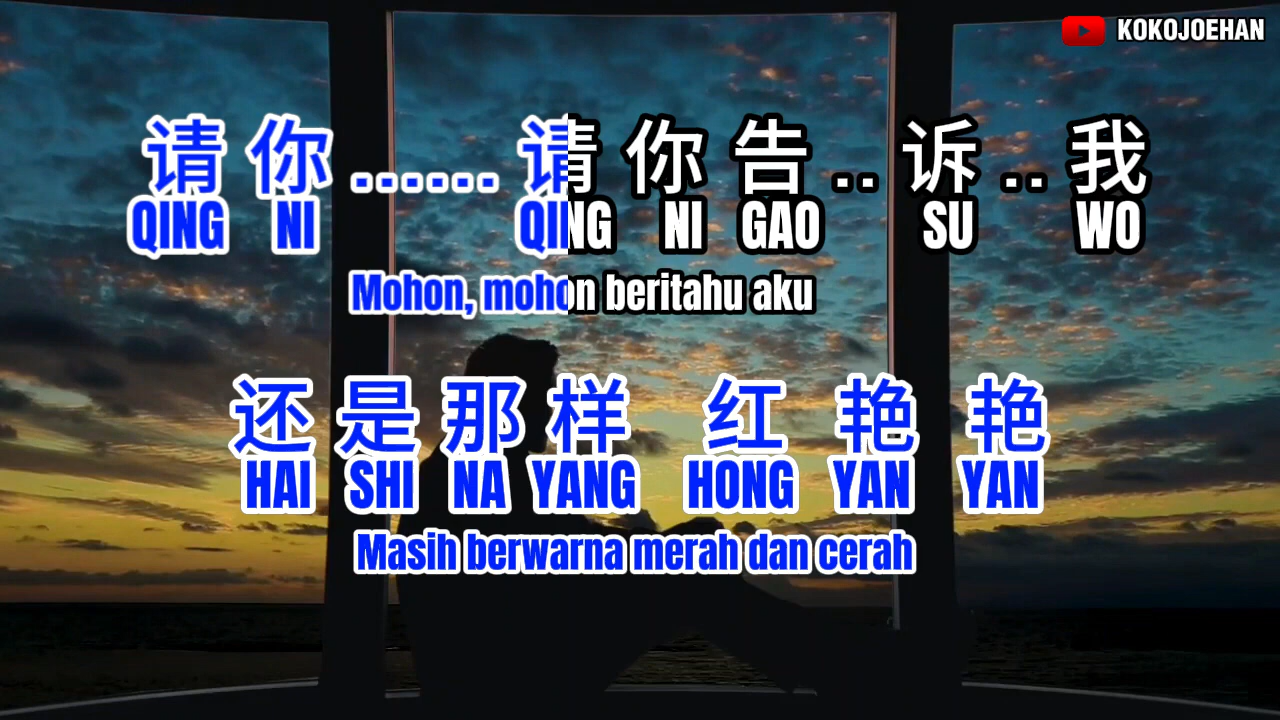 KOKOJOEHAN
请 你 ...... 请 你 告 .. 诉 .. 我
QING NI QING NI GAO SU WO
Mohon, mohon beritahu aku
还 是 那 样 红 艳 艳
HAI SHI NA YANG HONG YAN YAN
Masih berwarna merah dan cerah